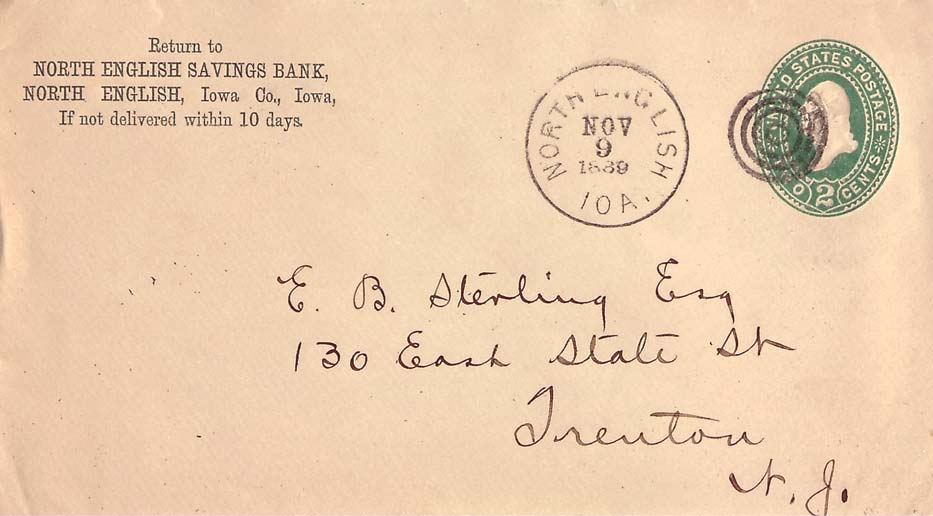 Return to
NORTH ENGLISH SAVINGS BANK,
NORTH ENGLISH, Iowa Co., Iowa,
If not delivered within 10 days.
NORTH ENGLISH
NOV
9
1889
IOA.
STATES POSTAGE
2 CENTS
E. B. Sterling Esq
130 East State St
Trenton
N. J.